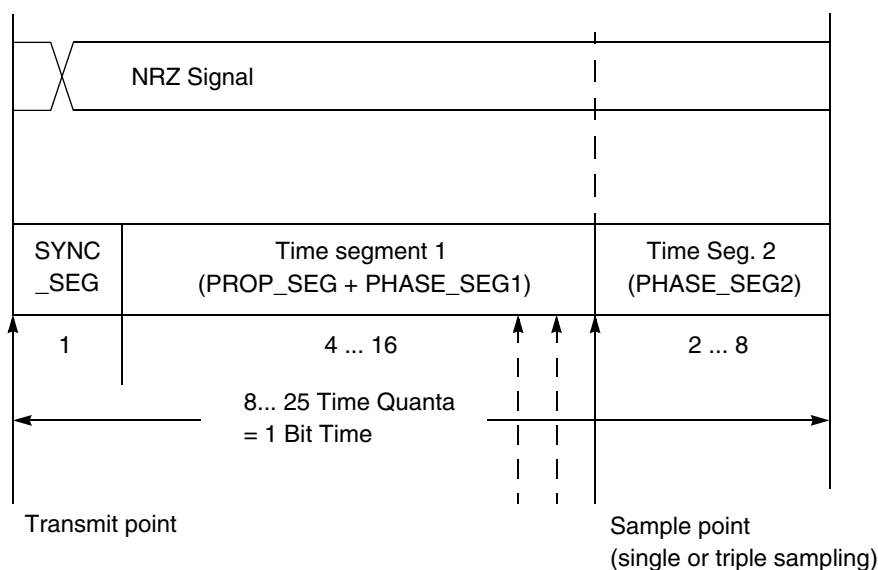 NRZ Signal
SYNC
_SEG
Time segment 1
(PROP_SEG + PHASE_SEG1)
Time Seg. 2
(PHASE_SEG2)
1
4 ... 16
2 ... 8
8... 25 Time Quanta
= 1 Bit Time
Transmit point
Sample point
(single or triple sampling)